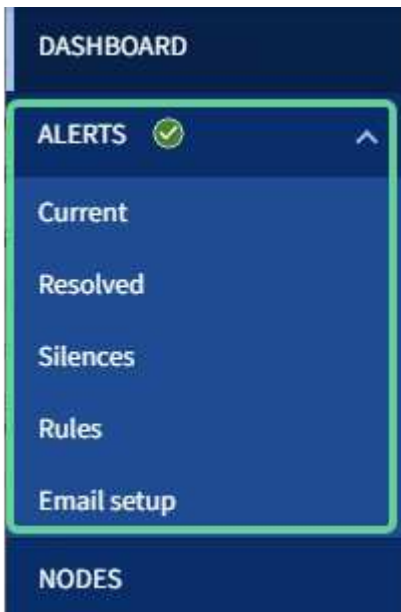 DASHBOARD
ALERTS
Current
Resolved
Silences
Rules
Email setup
NODES